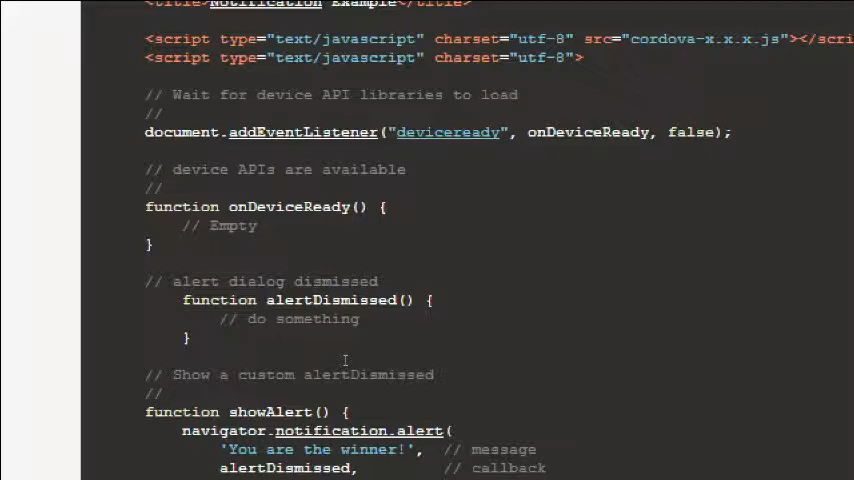 <title>Notification Example</title>
<script type="text/javascript" charset="utf-8" src="cordova-x.x.x.js"></scri
<script type="text/javascript" charset="utf-8">
// Wait for device API libraries to load
//
document.addEventListener("deviceready", onDeviceReady, false);
// device APIs are available
//
function onDeviceReady() {
// Empty
}
// alert dialog dismissed
function alertDismissed() {
// do something
}
// Show a custom alertDismissed
//
function showAlert() {
navigator.notification.alert(
'You are the winner!', // message
alertDismissed, // callback